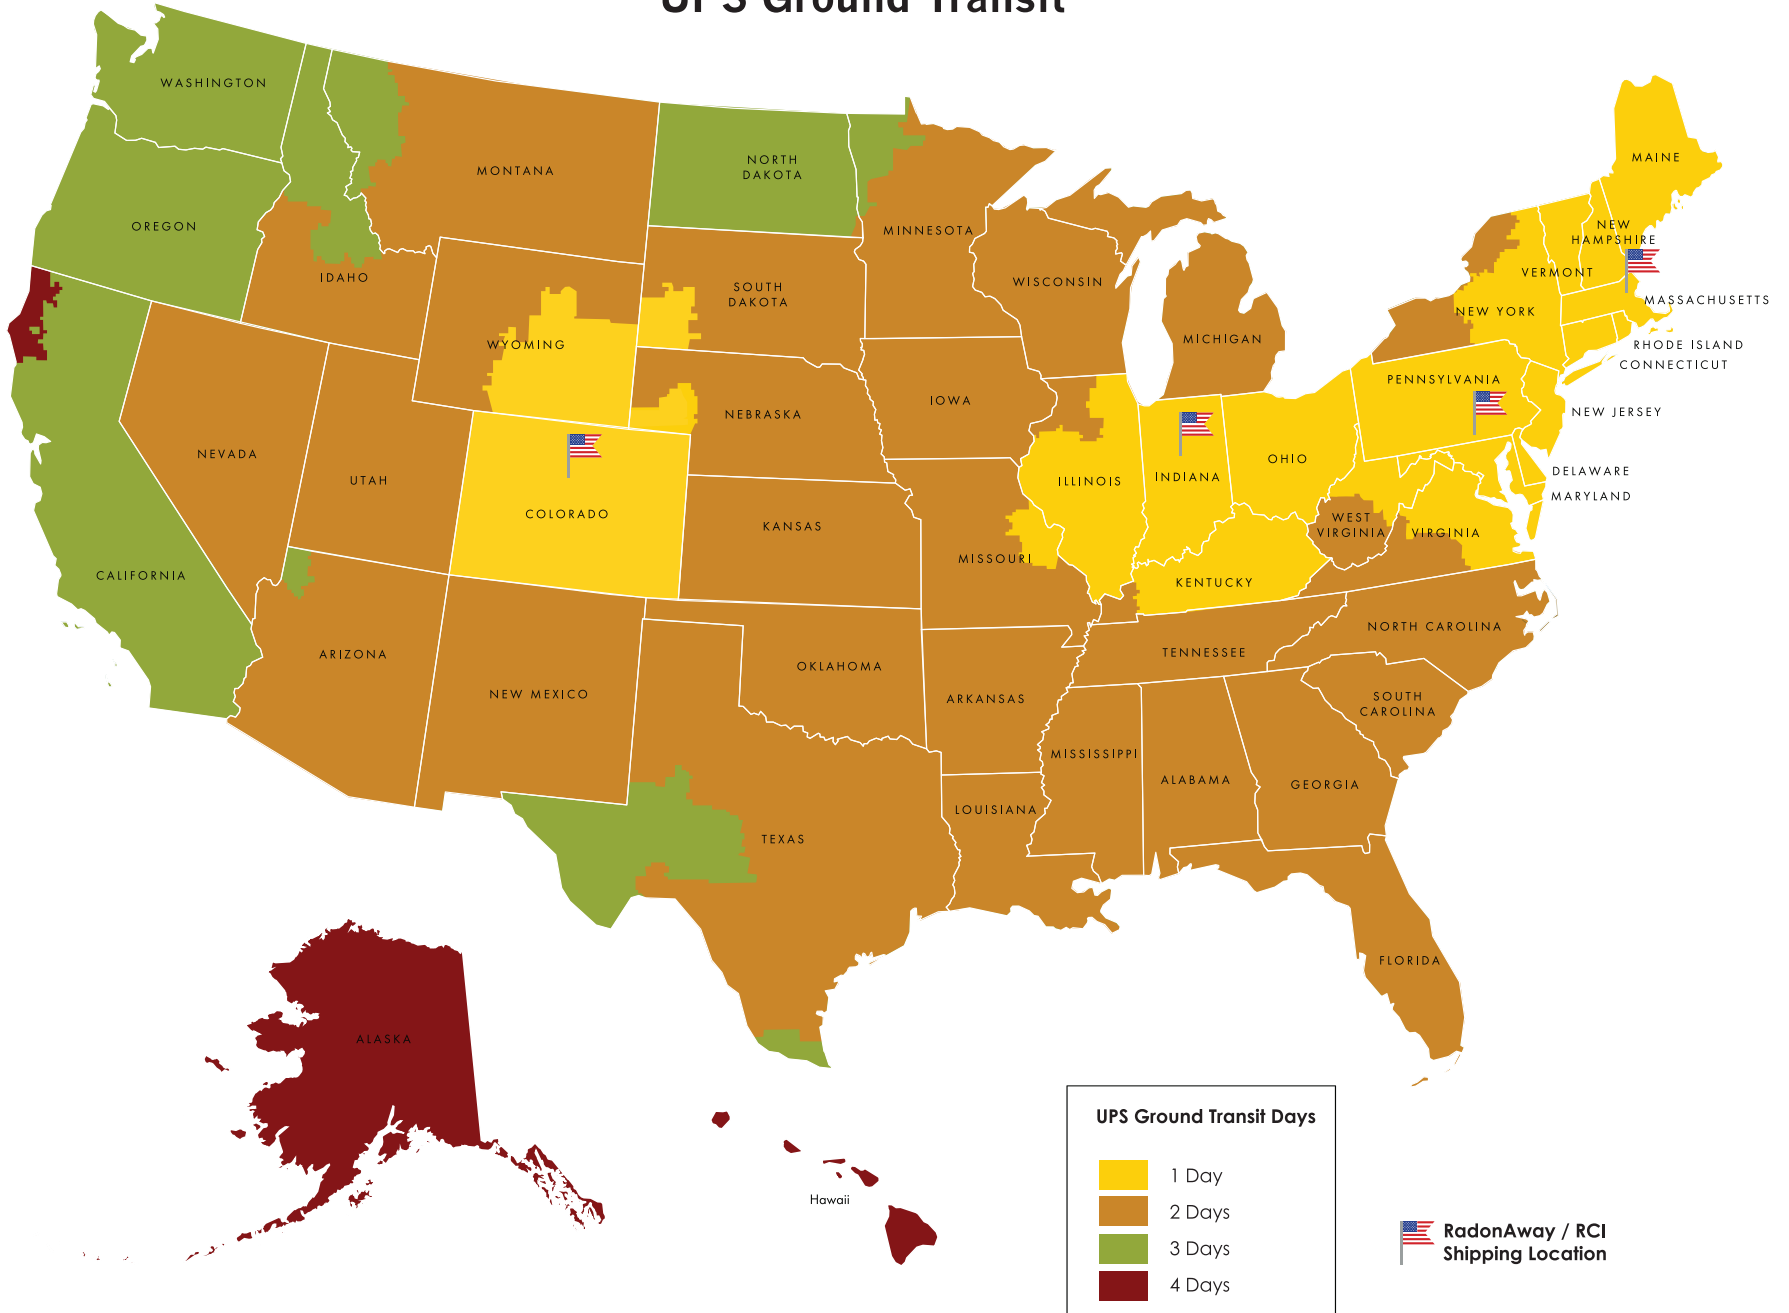 UPS Ground Transit
WASHINGTON
MONTANA
NORTH
DAKOTA
MINNESOTA
MAINE
OREGON
IDAHO
SOUTH
DAKOTA
WISCONSIN
NEW
HAMPSHIRE
VERMONT
MASSACHUSETTS
NEW YORK
WYOMING
MICHIGAN
RHODE ISLAND
CONNECTICUT
PENNSYLVANIA
NEW JERSEY
IOWA
NEBRASKA
NEVADA
UTAH
COLORADO
KANSAS
ILLINOIS
INDIANA
OHIO
DELAWARE
MARYLAND
WEST
VIRGINIA
VIRGINIA
MISSOURI
KENTUCKY
CALIFORNIA
ARIZONA
NEW MEXICO
OKLAHOMA
ARKANSAS
TENNESSEE
NORTH CAROLINA
SOUTH
CAROLINA
MISSISSIPPI
ALABAMA
GEORGIA
LOUISIANA
TEXAS
FLORIDA
ALASKA
Hawaii
UPS Ground Transit Days
1 Day
2 Days
3 Days
4 Days
RadonAway / RCI
Shipping Location